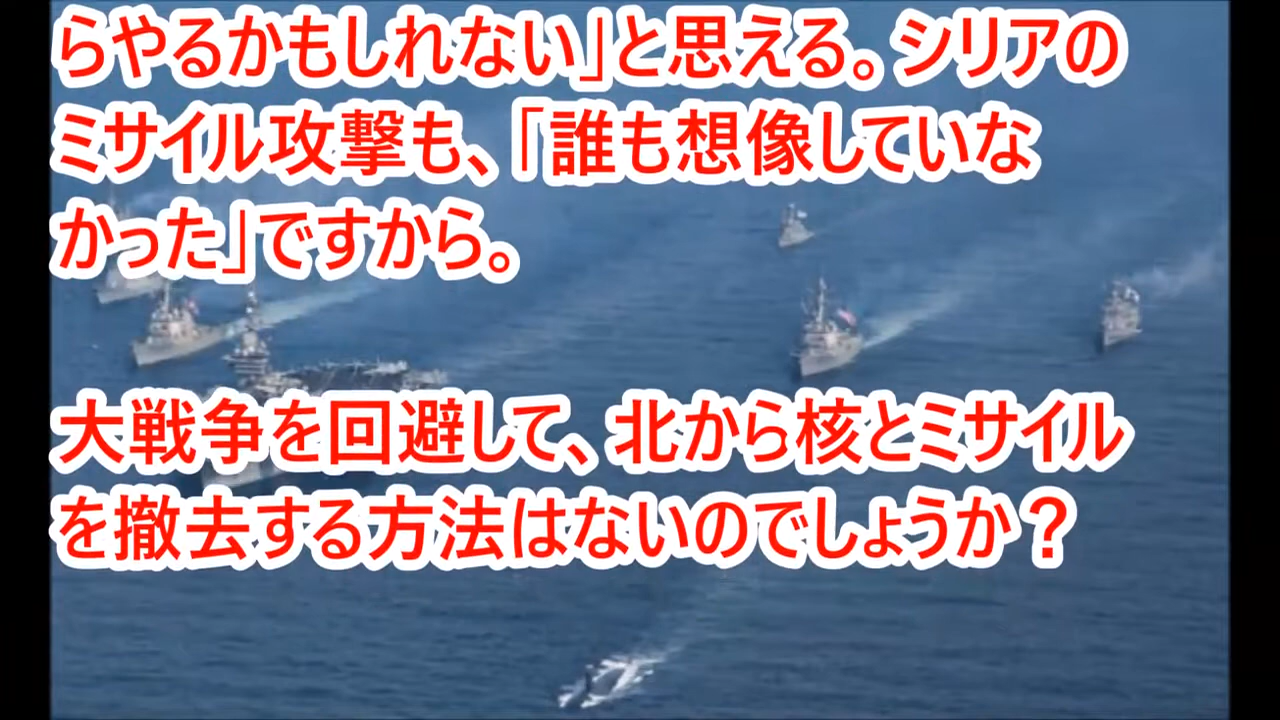 らやるかもしれない」と思える。シリアの
ミサイル攻撃も、「誰も想像していな
かった」ですから。
大戦争を回避して、北から核とミサイル
を撤去する方法はないのでしょうか？